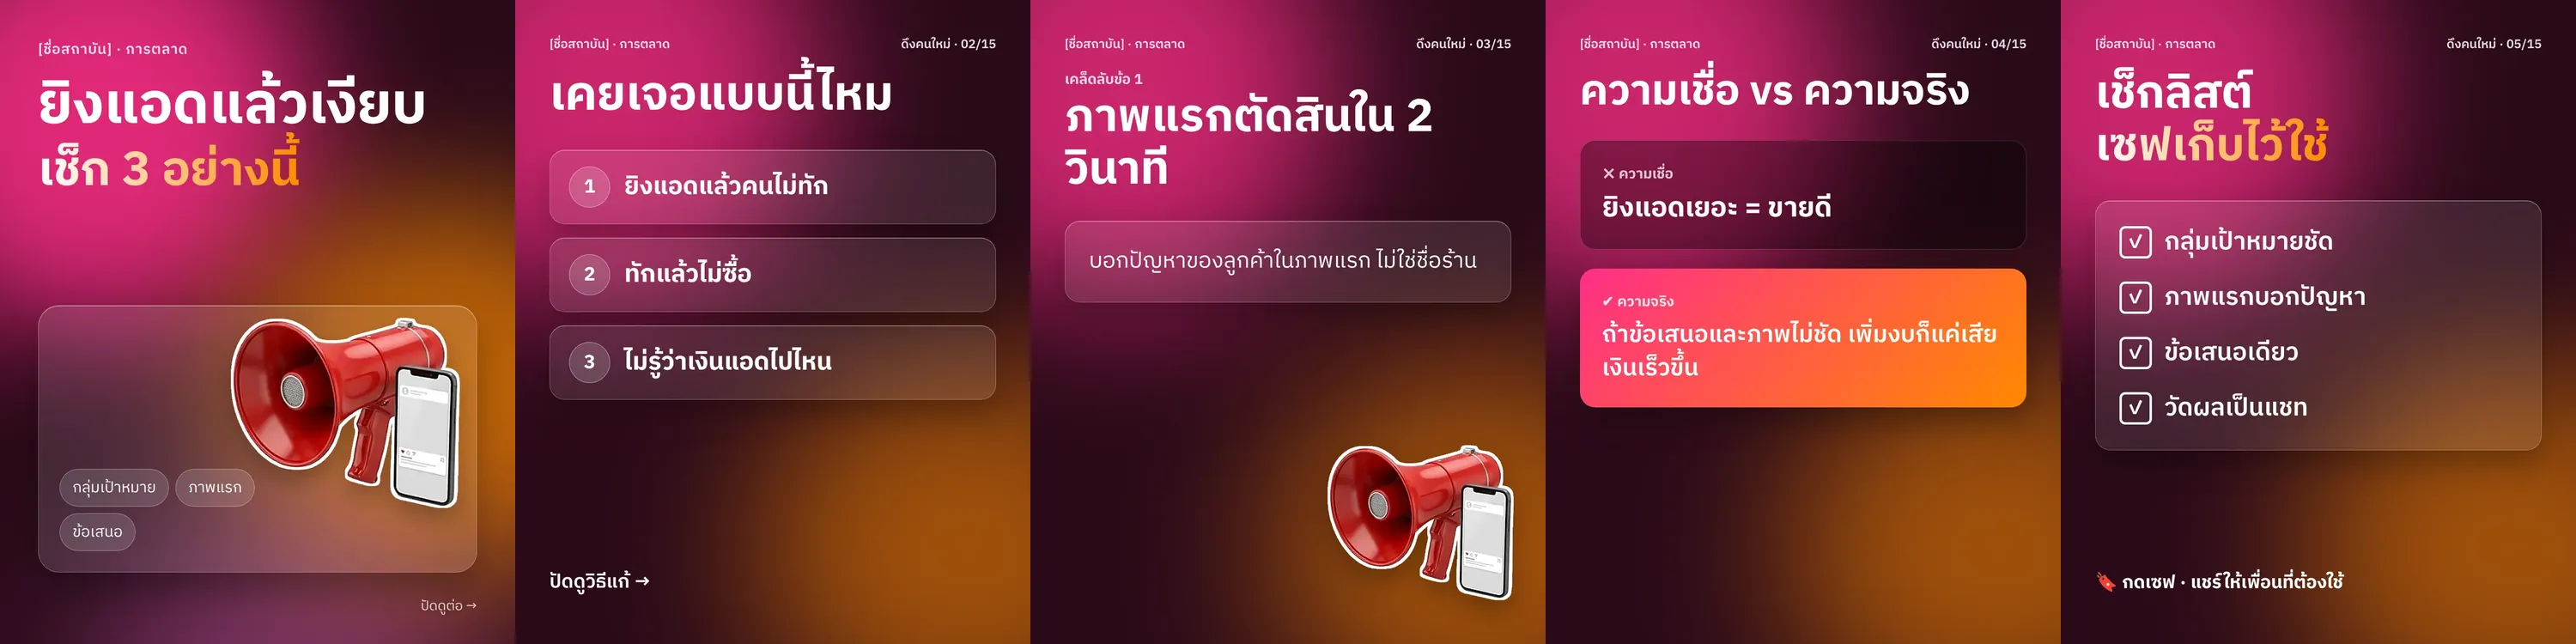 [ชื่อสถาบัน] · การตลาด
ยิงแอดแล้วเงียบ
เช็ก 3 อย่างนี้
กลุ่มเป้าหมาย
ภาพแรก
ข้อเสนอ
ปัดดูต่อ →
[ชื่อสถาบัน] · การตลาด
ดึงคนใหม่ · 02/15
เคยเจอแบบนี้ไหม
1 ยิงแอดแล้วคนไม่ทัก
2 ทักแล้วไม่ซื้อ
3 ไม่รู้ว่าเงินแอดไปไหน
ปัดดูวิธีแก้ →
[ชื่อสถาบัน] · การตลาด
ดึงคนใหม่ · 03/15
เคล็ดลับข้อ 1
ภาพแรกตัดสินใน 2
วินาที
บอกปัญหาของลูกค้าในภาพแรก ไม่ใช่ชื่อร้าน
[ชื่อสถาบัน] · การตลาด
ดึงคนใหม่ · 04/15
ความเชื่อ vs ความจริง
✕ ความเชื่อ
ยิงแอดเยอะ = ขายดี
✔ ความจริง
ถ้าข้อเสนอและภาพไม่ชัด เพิ่มงบก็แค่เสีย
เงินเร็วขึ้น
[ชื่อสถาบัน] · การตลาด
ดึงคนใหม่ · 05/15
เช็กลิสต์
เซฟเก็บไว้ใช้
✓ กลุ่มเป้าหมายชัด
✓ ภาพแรกบอกปัญหา
✓ ข้อเสนอเดียว
✓ วัดผลเป็นแชท
🔖 กดเซฟ · แชร์ให้เพื่อนที่ต้องใช้